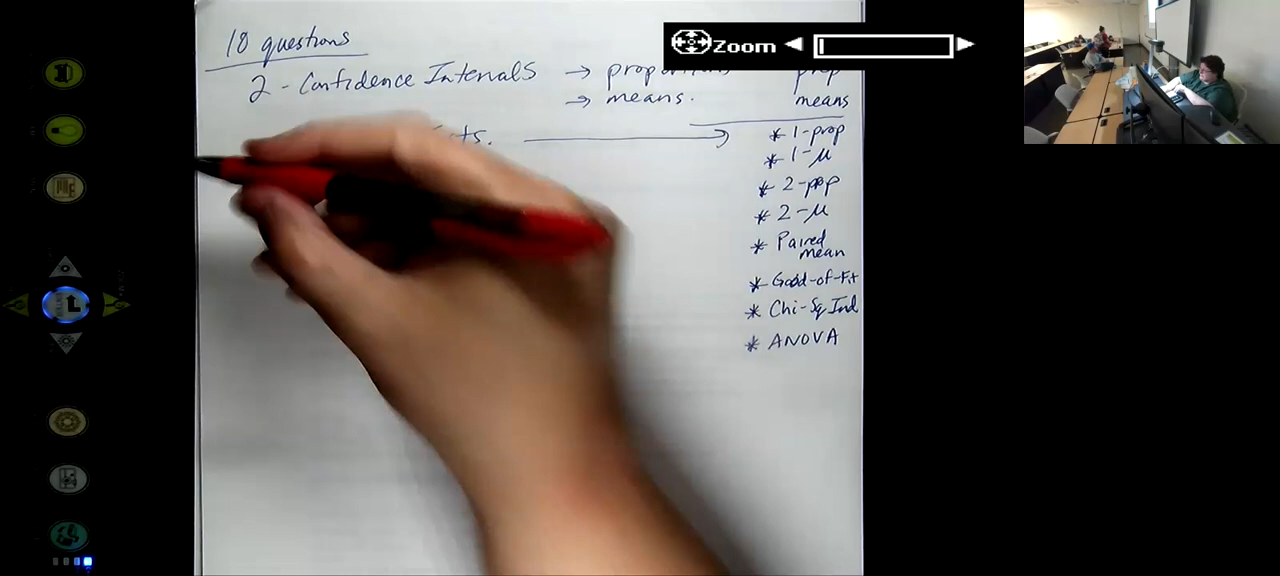 18 questions
2 - Confidence Intervals → proportions prop
→ means. means
* 1-prop
* 1-μ
* 2-prop
* 2-μ
* Paired
mean
* Good-of-Fit
* Chi-Sq Ind
* ANOVA
Zoom